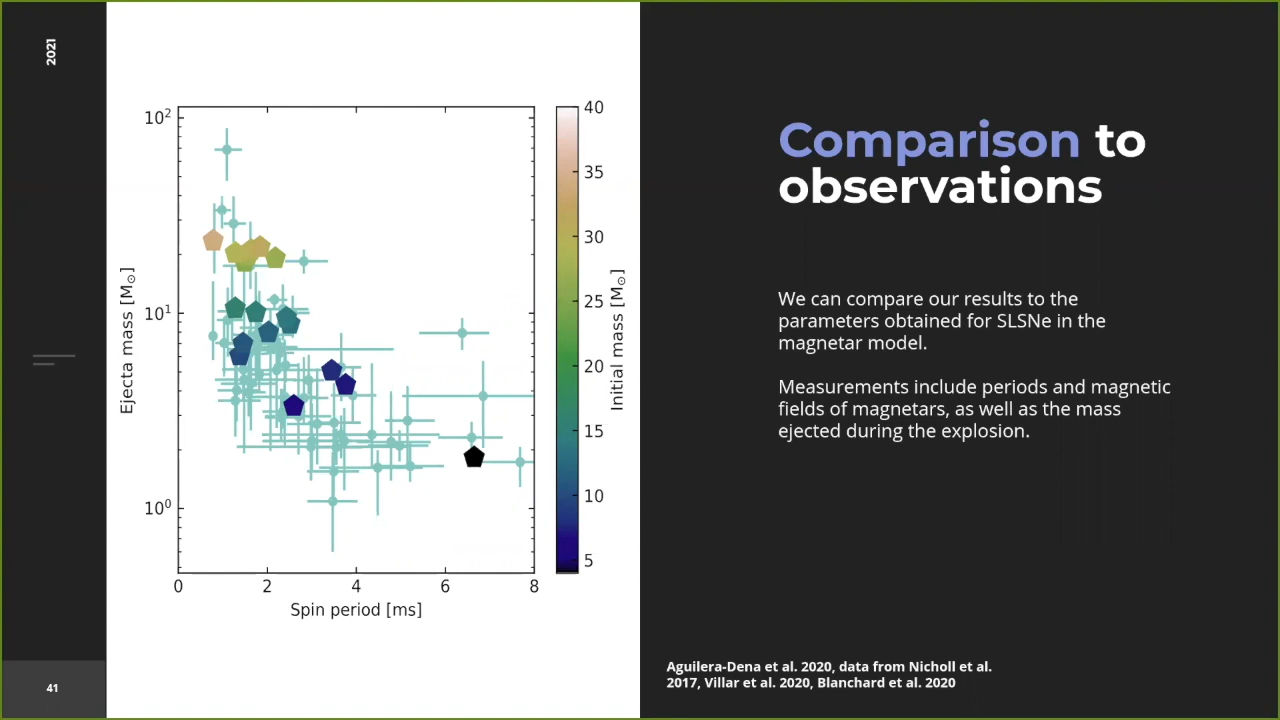 2021
10²
10¹
10⁰
Ejecta mass [M☉]
0 2 4 6 8
Spin period [ms]
40
35
30
25
20
15
10
5
Initial mass [M☉]
Comparison to
observations
We can compare our results to the
parameters obtained for SLSNe in the
magnetar model.
Measurements include periods and magnetic
fields of magnetars, as well as the mass
ejected during the explosion.
Aguilera-Dena et al. 2020, data from Nicholl et al.
2017, Villar et al. 2020, Blanchard et al. 2020
41